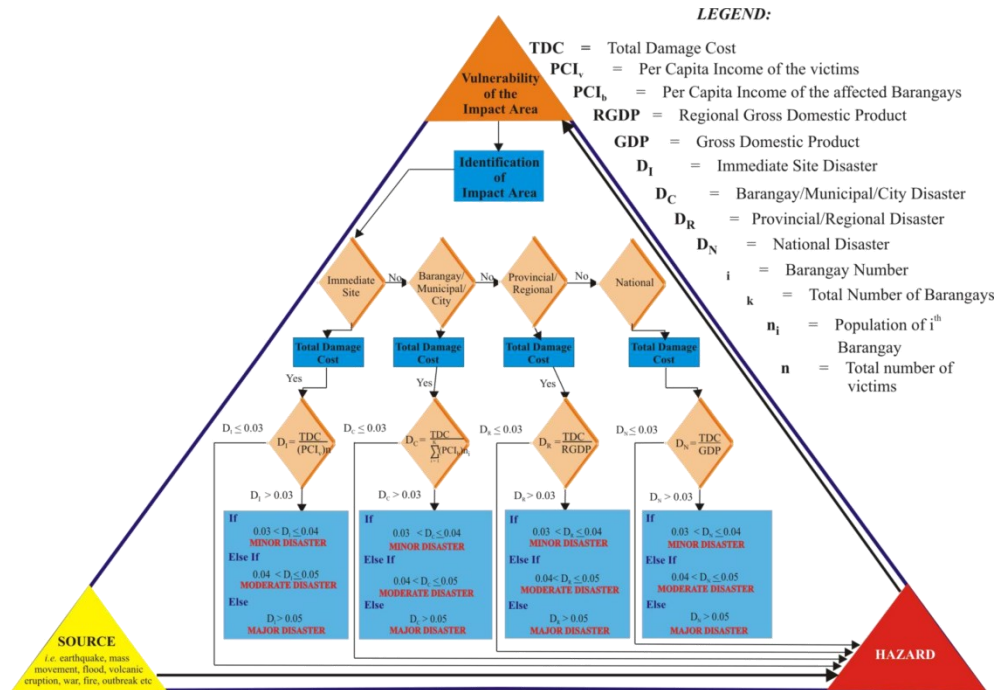 LEGEND:
TDC = Total Damage Cost
PCIv = Per Capita Income of the victims
PCIb = Per Capita Income of the affected Barangays
RGDP = Regional Gross Domestic Product
GDP = Gross Domestic Product
DI = Immediate Site Disaster
DC = Barangay/Municipal/City Disaster
DR = Provincial/Regional Disaster
DN = National Disaster
i = Barangay Number
k = Total Number of Barangays
ni = Population of ith
Barangay
n = Total number of
victims
Vulnerability
of the
Impact Area
Identification
of
Impact Area
Immediate
Site
No
Barangay/
Municipal/
City
No
Provincial/
Regional
No
National
Total Damage
Cost
Total Damage
Cost
Total Damage
Cost
Total Damage
Cost
Yes
Yes
Yes
DI ≤ 0.03
DI = TDC
(PCIv)n
DC ≤ 0.03
DC = TDC
i=1
DR ≤ 0.03
DR = TDC
RGDP
DN ≤ 0.03
DN = TDC
GDP
DI > 0.03
DC > 0.03
DR > 0.03
DN > 0.03
If
0.03 < DI ≤ 0.04
MINOR DISASTER
Else If
0.04 < DI ≤ 0.05
MODERATE DISASTER
Else
DI > 0.05
MAJOR DISASTER
If
0.03 < DC ≤ 0.04
MINOR DISASTER
Else If
0.04 < DC ≤ 0.05
MODERATE DISASTER
Else
DC > 0.05
MAJOR DISASTER
If
0.03 < DR ≤ 0.04
MINOR DISASTER
Else If
0.04 < DR ≤ 0.05
MODERATE DISASTER
Else
DR > 0.05
MAJOR DISASTER
If
0.03 < DN ≤ 0.04
MINOR DISASTER
Else If
0.04 < DN ≤ 0.05
MODERATE DISASTER
Else
DN > 0.05
MAJOR DISASTER
SOURCE
i.e. earthquake, mass
movement, flood, volcanic
eruption, war, fire, outbreak etc
HAZARD